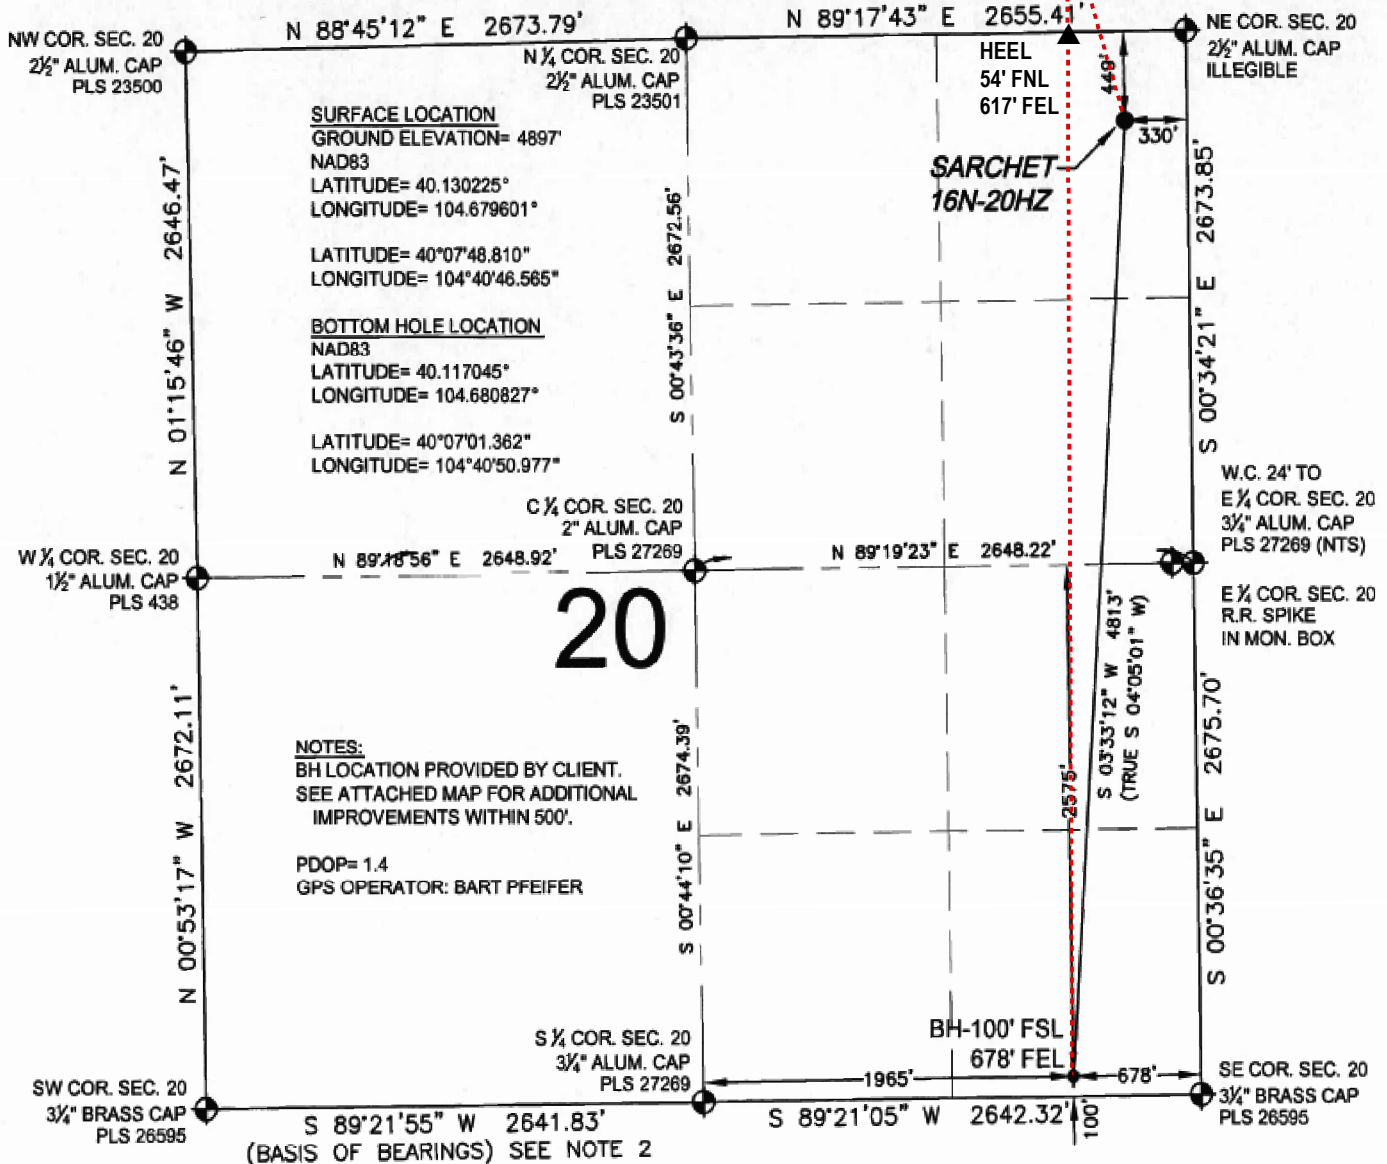 N 88°45'12" E 2673.79'
N 89°17'43" E 2655.41'
NW COR. SEC. 20
2½" ALUM. CAP
PLS 23500
N ¼ COR. SEC. 20
2½" ALUM. CAP
PLS 23501
HEEL
54' FNL
617' FEL
449'
NE COR. SEC. 20
2½" ALUM. CAP
ILLEGIBLE
330'
SARCHET
16N-20HZ
SURFACE LOCATION
GROUND ELEVATION= 4897'
NAD83
LATITUDE= 40.130225°
LONGITUDE= 104.679601°
LATITUDE= 40°07'48.810"
LONGITUDE= 104°40'46.565"
BOTTOM HOLE LOCATION
NAD83
LATITUDE= 40.117045°
LONGITUDE= 104.680827°
LATITUDE= 40°07'01.362"
LONGITUDE= 104°40'50.977"
N 01°15'46" W 2646.47'
S 00°43'36" E 2672.56'
S 00°34'21" E 2673.85'
C ¼ COR. SEC. 20
2" ALUM. CAP
PLS 27269
W.C. 24' TO
E ¼ COR. SEC. 20
3¼" ALUM. CAP
PLS 27269 (NTS)
W ¼ COR. SEC. 20
1½" ALUM. CAP
PLS 438
N 89°18'56" E 2648.92'
N 89°19'23" E 2648.22'
E ¼ COR. SEC. 20
R.R. SPIKE
IN MON. BOX
20
S 03°33'12" W 4813'
(TRUE S 04°05'01" W)
2575'
N 00°53'17" W 2672.11'
S 00°44'10" E 2674.39'
S 00°36'35" E 2675.70'
NOTES:
BH LOCATION PROVIDED BY CLIENT.
SEE ATTACHED MAP FOR ADDITIONAL
IMPROVEMENTS WITHIN 500'.
PDOP= 1.4
GPS OPERATOR: BART PFEIFER
BH-100' FSL
678' FEL
S ¼ COR. SEC. 20
3¼" ALUM. CAP
PLS 27269
1965'
678'
SW COR. SEC. 20
3¼" BRASS CAP
PLS 26595
SE COR. SEC. 20
3¼" BRASS CAP
PLS 26595
S 89°21'55" W 2641.83'
(BASIS OF BEARINGS) SEE NOTE 2
S 89°21'05" W 2642.32'
100'